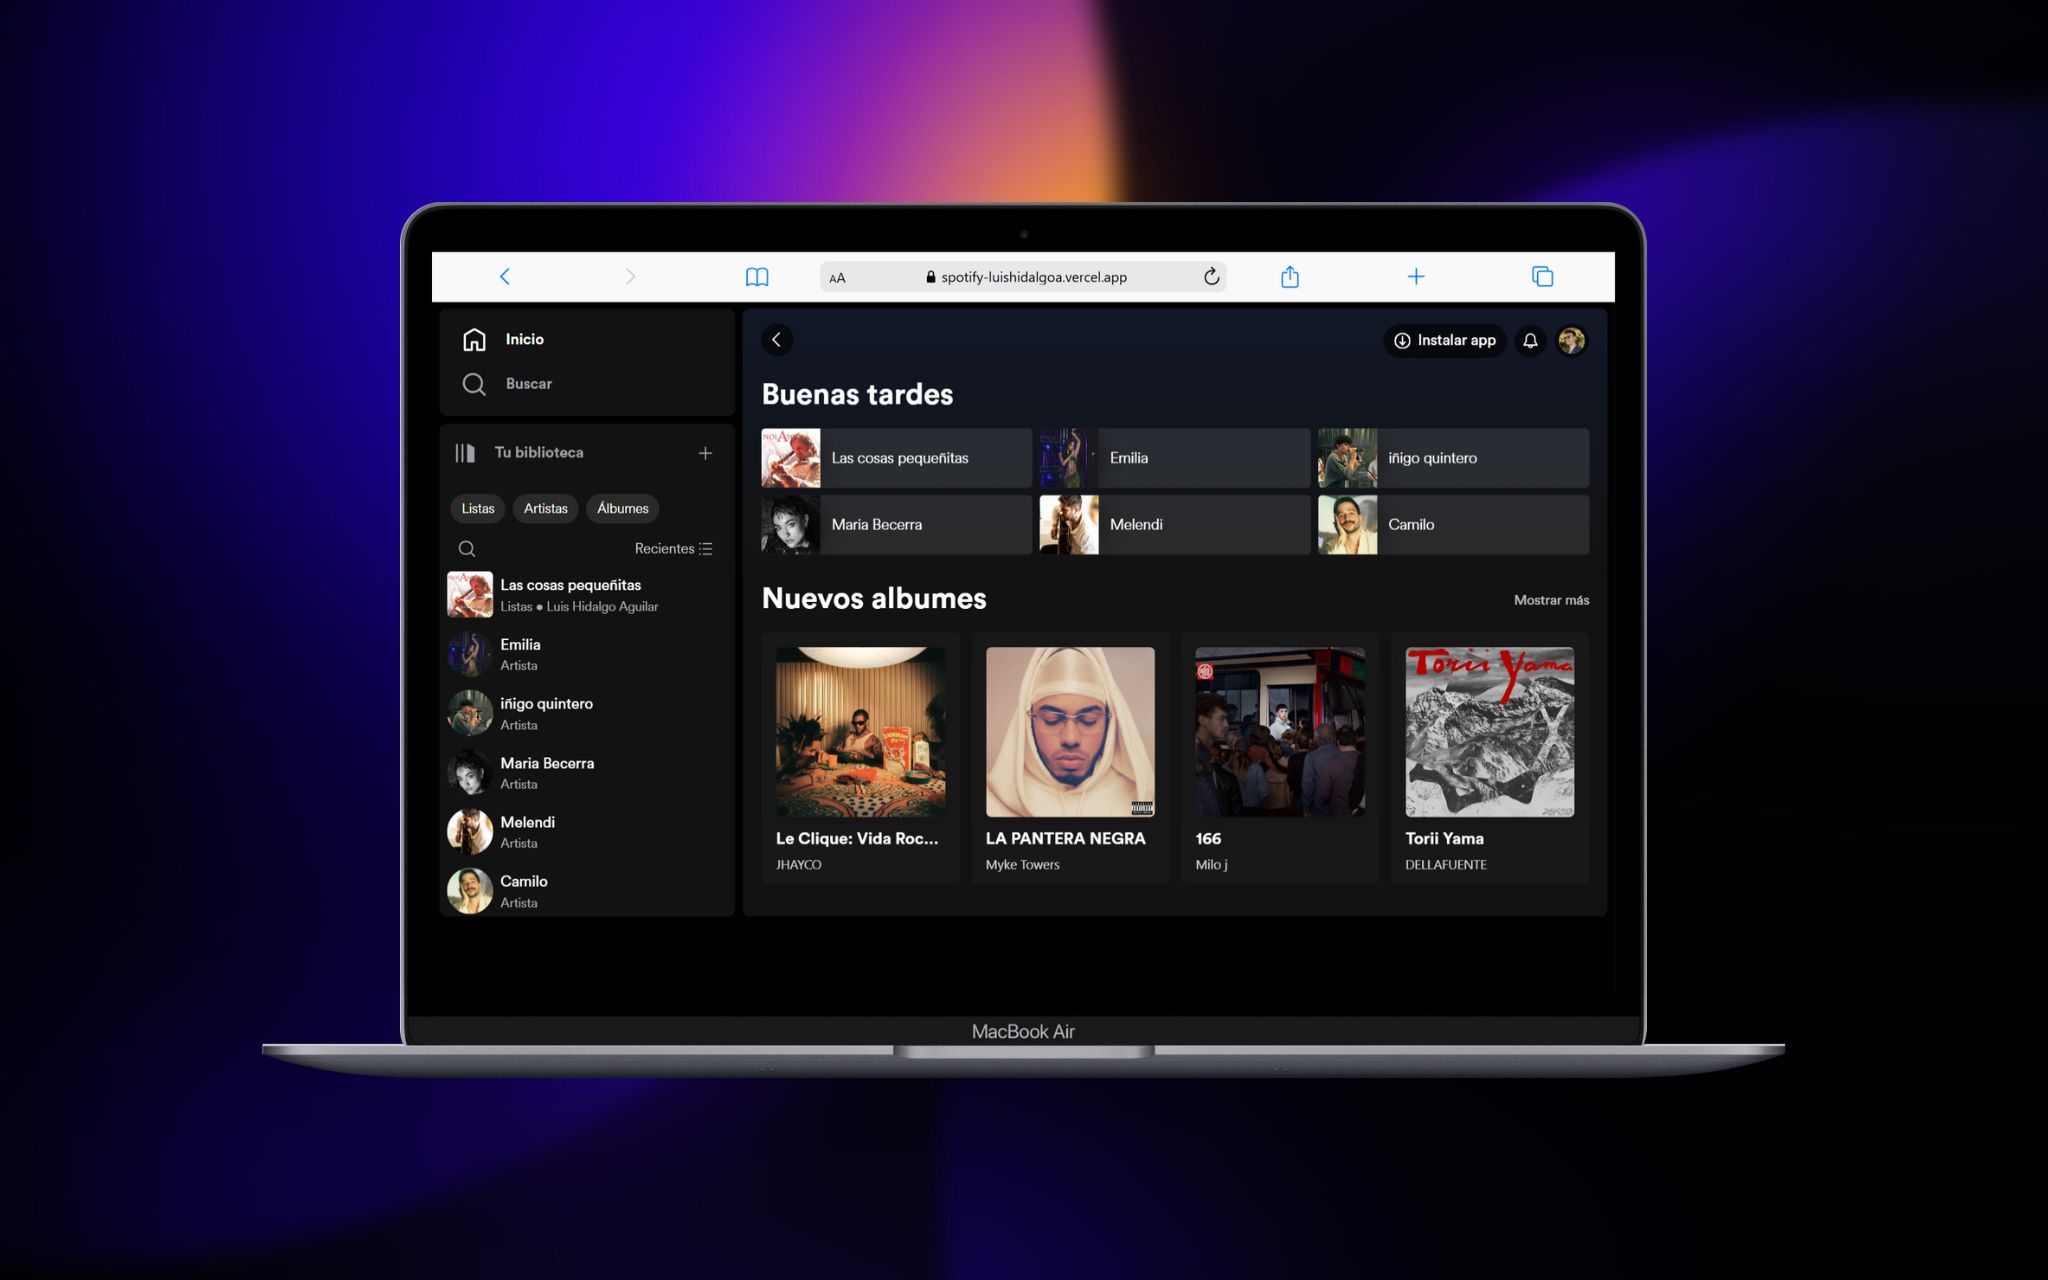 AA
spotify-luishidalgoa.vercel.app
Inicio
Buscar
Tu biblioteca
Listas
Artistas
Álbumes
Recientes
Las cosas pequeñitas
Listas ● Luis Hidalgo Aguilar
Emilia
Artista
iñigo quintero
Artista
Maria Becerra
Artista
Melendi
Artista
Camilo
Artista
Instalar app
Buenas tardes
Las cosas pequeñitas
Emilia
iñigo quintero
Maria Becerra
Melendi
Camilo
Nuevos albumes
Mostrar más
Torii Yama
Le Clique: Vida Roc...
JHAYCO
LA PANTERA NEGRA
Myke Towers
166
Milo j
Torii Yama
DELLAFUENTE
MacBook Air